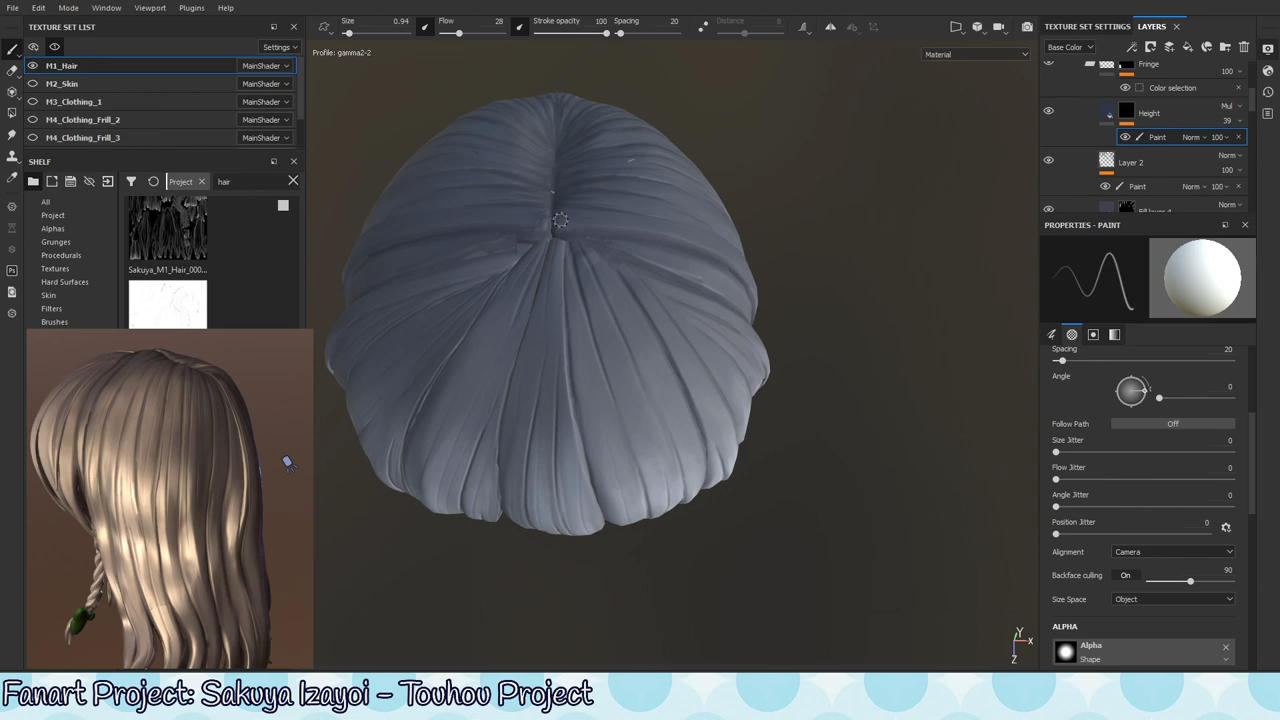 File Edit Mode Window Viewport Plugins Help
TEXTURE SET LIST
Settings
M1_Hair MainShader
M2_Skin MainShader
M3_Clothing_1 MainShader
M4_Clothing_Frill_2 MainShader
M4_Clothing_Frill_3 MainShader
SHELF
Project hair
All
Project
Alphas
Grunges
Procedurals
Textures
Hard Surfaces
Skin
Filters
Brushes
Sakuya_M1_Hair_000...
Size 0.94 Flow 28 Stroke opacity 100 Spacing 20 Distance 8
Profile: gamma2-2
Material
Y
X
Z
TEXTURE SET SETTINGS LAYERS
Base Color
Fringe 100
Color selection
Height Mul 39
Paint Norm 100
Layer 2 Norm 100
Paint Norm 100
Norm
PROPERTIES - PAINT
Spacing 20
Angle 0
Follow Path Off
Size Jitter 0
Flow Jitter 0
Angle Jitter 0
Position Jitter 0
Alignment Camera
Backface culling On 90
Size Space Object
ALPHA
Alpha
Shape
Ps
Fanart Project: Sakuya Izayoi - Touhou Project